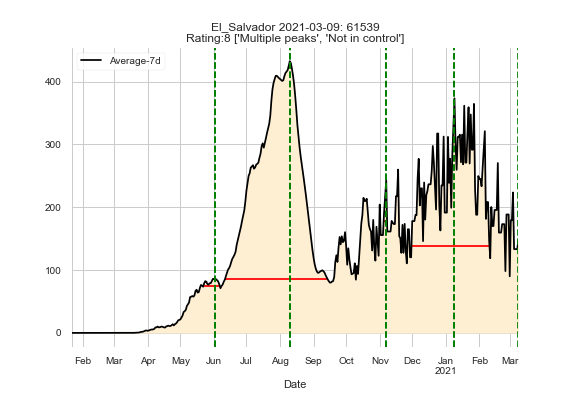 El_Salvador 2021-03-09: 61539
Rating:8 ['Multiple peaks', 'Not in control']
Average-7d
400
300
200
100
0
Feb Mar Apr May Jun Jul Aug Sep Oct Nov Dec Jan Feb Mar
2021
Date